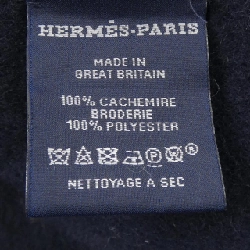 HERMÈS-PARIS
MADE IN
GREAT BRITAIN
100% CACHEMIRE
BRODERIE
100% POLYESTER
NETTOYAGE A SEC